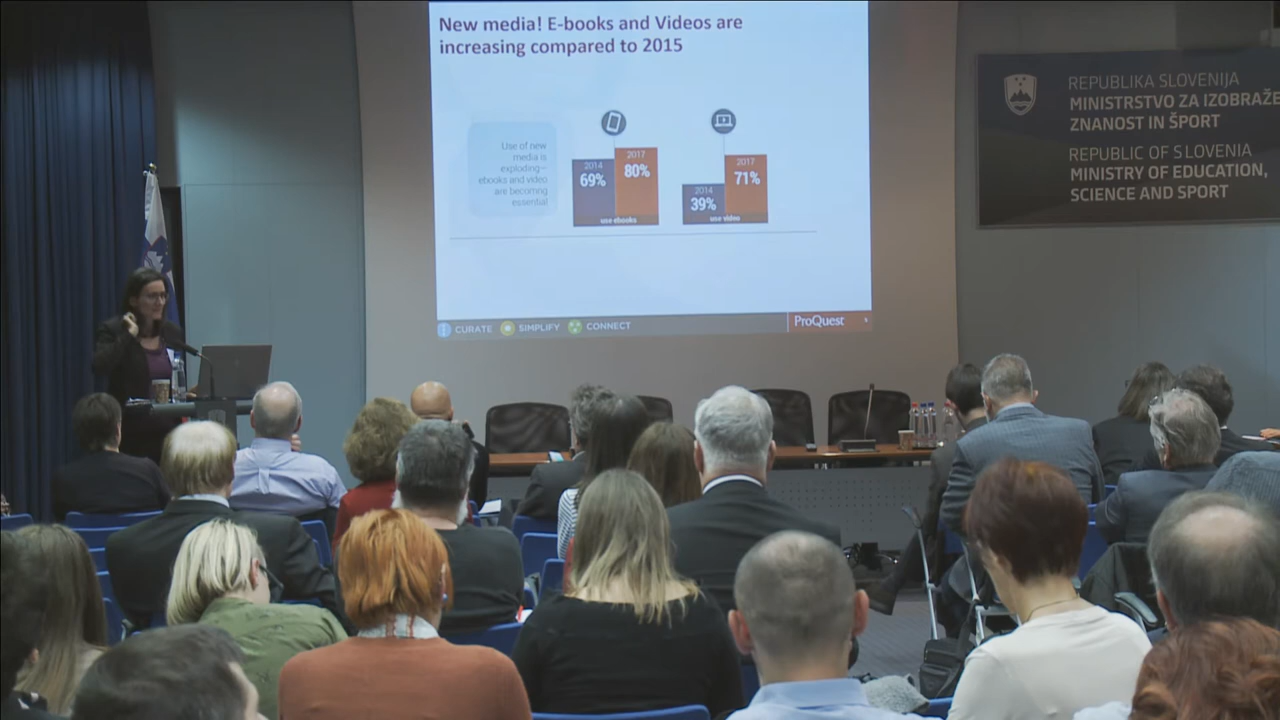 New media! E-books and Videos are
increasing compared to 2015
Use of new
media is
exploding—
ebooks and video
are becoming
essential
2014
69%
2017
80%
use ebooks
2014
39%
2017
71%
use video
CURATE SIMPLIFY CONNECT
ProQuest
REPUBLIKA SLOVENIJA
MINISTRSTVO ZA IZOBRAŽE
ZNANOST IN ŠPORT
REPUBLIC OF SLOVENIA
MINISTRY OF EDUCATION,
SCIENCE AND SPORT